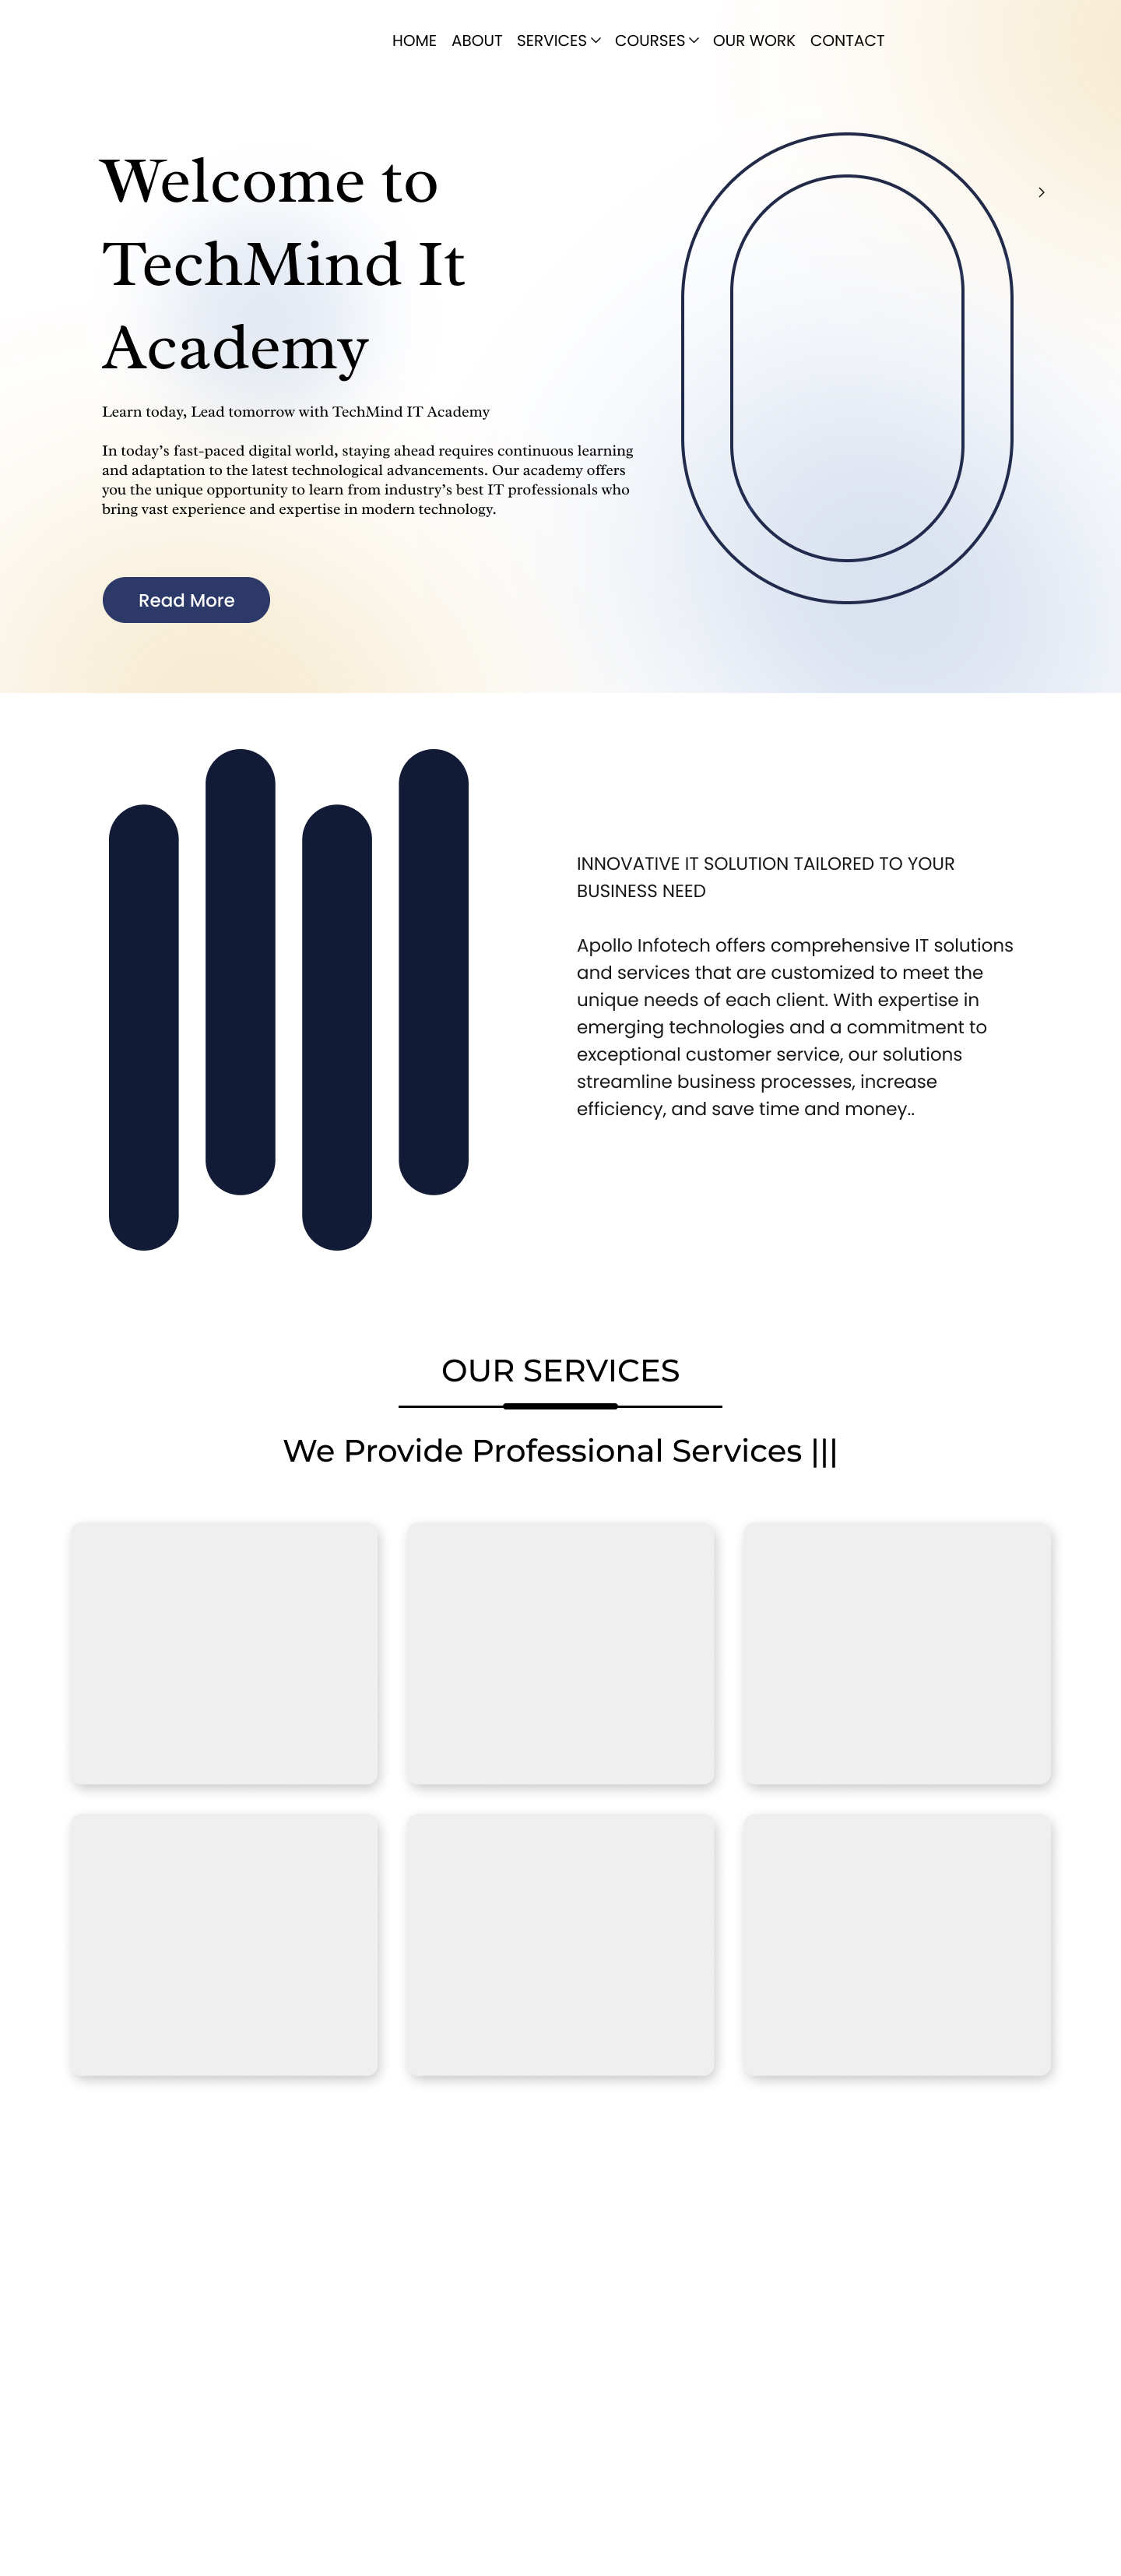 HOME ABOUT SERVICES COURSES OUR WORK CONTACT
Welcome to
TechMind It
Academy
Learn today, Lead tomorrow with TechMind IT Academy
In today’s fast-paced digital world, staying ahead requires continuous learning
and adaptation to the latest technological advancements. Our academy offers
you the unique opportunity to learn from industry’s best IT professionals who
bring vast experience and expertise in modern technology.
Read More
INNOVATIVE IT SOLUTION TAILORED TO YOUR
BUSINESS NEED
Apollo Infotech offers comprehensive IT solutions
and services that are customized to meet the
unique needs of each client. With expertise in
emerging technologies and a commitment to
exceptional customer service, our solutions
streamline business processes, increase
efficiency, and save time and money..
OUR SERVICES
We Provide Professional Services |||